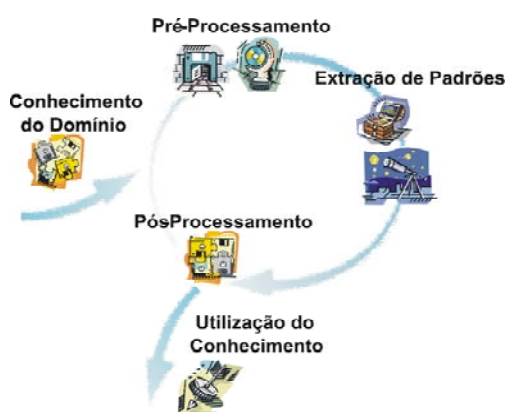 Pré-Processamento
Extração de Padrões
Conhecimento
do Domínio
PósProcessamento
Utilização do
Conhecimento